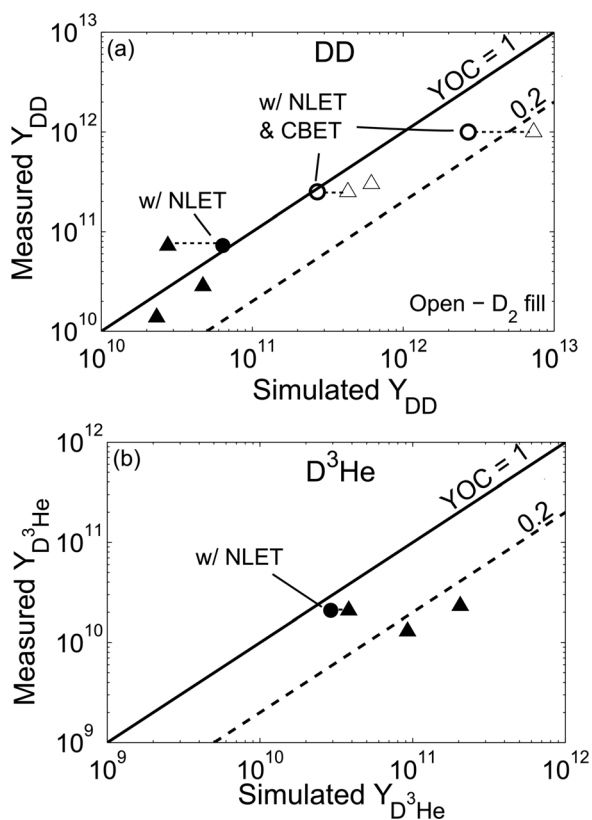 10^13
(a)
DD
YOC = 1
w/ NLET
& CBET
0.2
10^12
Measured Y_DD
w/ NLET
10^11
Open – D_2 fill
10^10
10^10 10^11 10^12 10^13
Simulated Y_DD
10^12
(b)
D^3He
YOC = 1
0.2
10^11
Measured Y_D^3He
w/ NLET
10^10
10^9
10^9 10^10 10^11 10^12
Simulated Y_D^3He